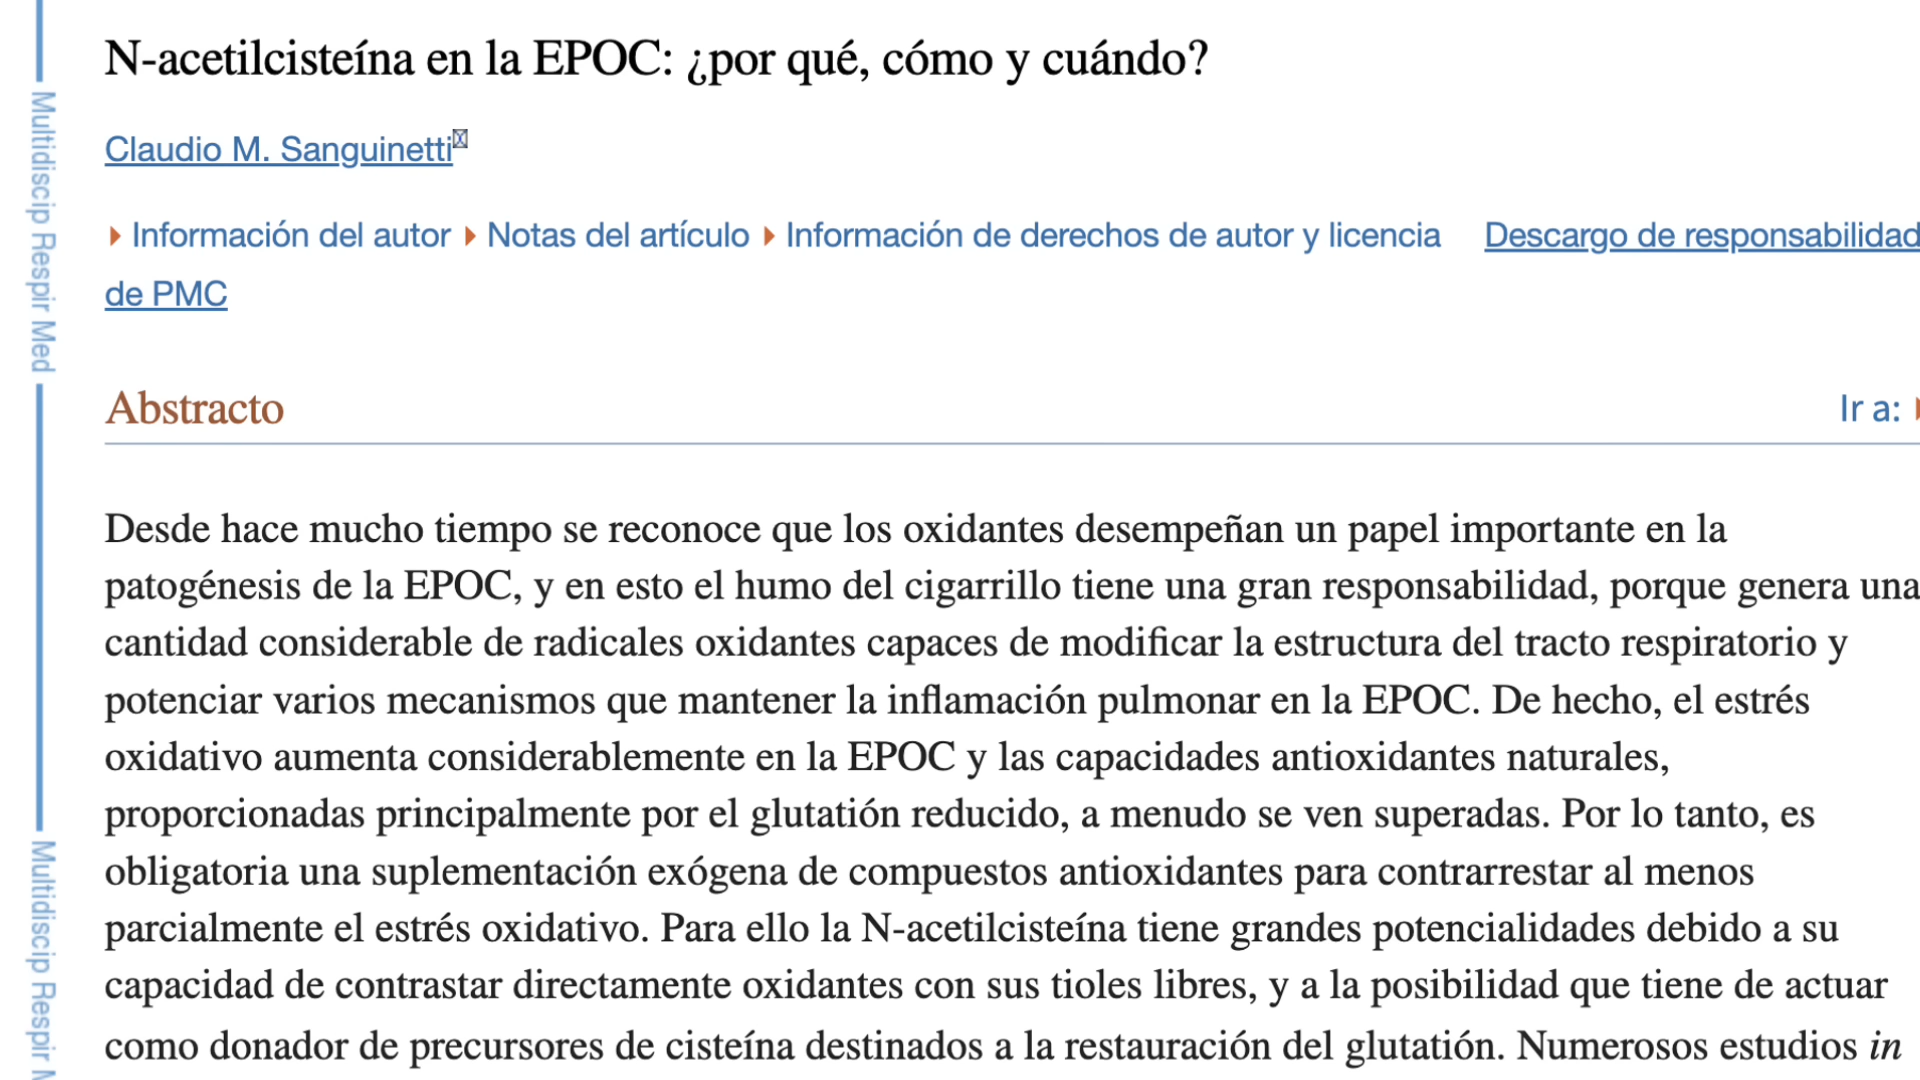 N-acetilcisteína en la EPOC: ¿por qué, cómo y cuándo?
Claudio M. Sanguinetti
Información del autor Notas del artículo Información de derechos de autor y licencia Descargo de responsabilidad
de PMC
Abstracto
Ir a:
Desde hace mucho tiempo se reconoce que los oxidantes desempeñan un papel importante en la
patogénesis de la EPOC, y en esto el humo del cigarrillo tiene una gran responsabilidad, porque genera una
cantidad considerable de radicales oxidantes capaces de modificar la estructura del tracto respiratorio y
potenciar varios mecanismos que mantener la inflamación pulmonar en la EPOC. De hecho, el estrés
oxidativo aumenta considerablemente en la EPOC y las capacidades antioxidantes naturales,
proporcionadas principalmente por el glutatión reducido, a menudo se ven superadas. Por lo tanto, es
obligatoria una suplementación exógena de compuestos antioxidantes para contrarrestar al menos
parcialmente el estrés oxidativo. Para ello la N-acetilcisteína tiene grandes potencialidades debido a su
capacidad de contrastar directamente oxidantes con sus tioles libres, y a la posibilidad que tiene de actuar
como donador de precursores de cisteína destinados a la restauración del glutatión. Numerosos estudios in
Multidiscip Respir Med
Multidiscip Respir